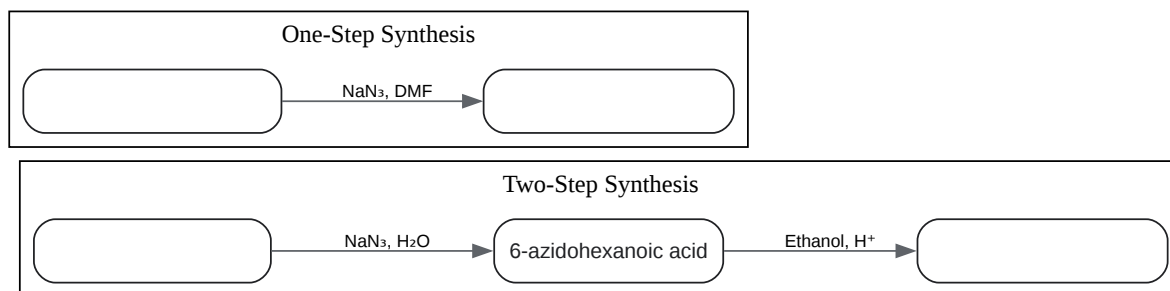 One-Step Synthesis
NaN₃, DMF
Two-Step Synthesis
NaN₃, H₂O
6-azidohexanoic acid
Ethanol, H⁺